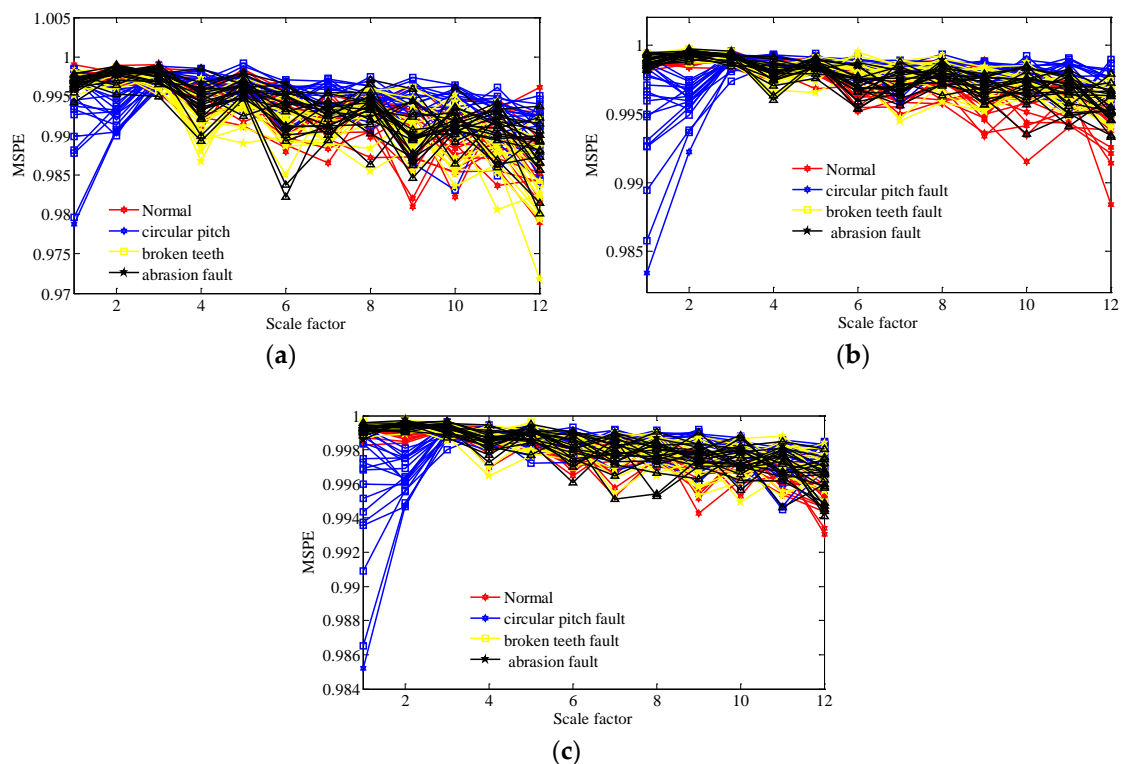 1.005
1
0.995
0.99
0.985
0.98
0.975
0.97
MSPE
Normal
circular pitch
broken teeth
abrasion fault
2 4 6 8 10 12
Scale factor
(a)
1
0.995
0.99
0.985
MSPE
Normal
circular pitch fault
broken teeth fault
abrasion fault
2 4 6 8 10 12
Scale factor
(b)
1
0.998
0.996
0.994
0.992
0.99
0.988
0.986
0.984
MSPE
Normal
circular pitch fault
broken teeth fault
abrasion fault
2 4 6 8 10 12
Scale factor
(c)